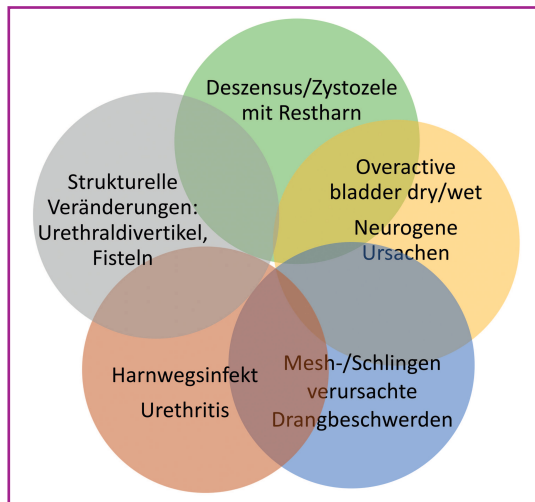 Deszensus/Zystozele
mit Restharn
Overactive
bladder dry/wet
Neurogene
Ursachen
Mesh-/Schlingen
verursachte
Drangbeschwerden
Harnwegsinfekt
Urethritis
Strukturelle
Veränderungen:
Urethraldivertikel,
Fisteln